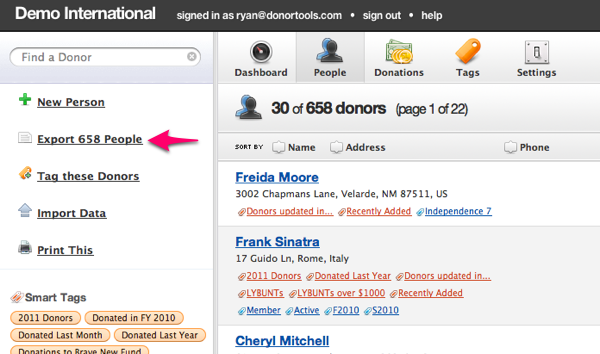 Demo International signed in as ryan@donortools.com • sign out • help
Find a Donor
New Person
Export 658 People
Tag these Donors
Import Data
Print This
Smart Tags
2011 Donors Donated in FY 2010
Donated Last Month Donated Last Year
Donations to Brave New Fund
Dashboard People Donations Tags Settings
30 of 658 donors (page 1 of 22)
SORT BY Name Address Phone
Freida Moore
3002 Chapmans Lane, Velarde, NM 87511, US
Donors updated in... Recently Added Independence 7
Frank Sinatra
17 Guido Ln, Rome, Italy
2011 Donors Donated Last Year Donors updated in...
LYBUNTs LYBUNTs over $1000 Recently Added
Member Active F2010 S2010
Cheryl Mitchell